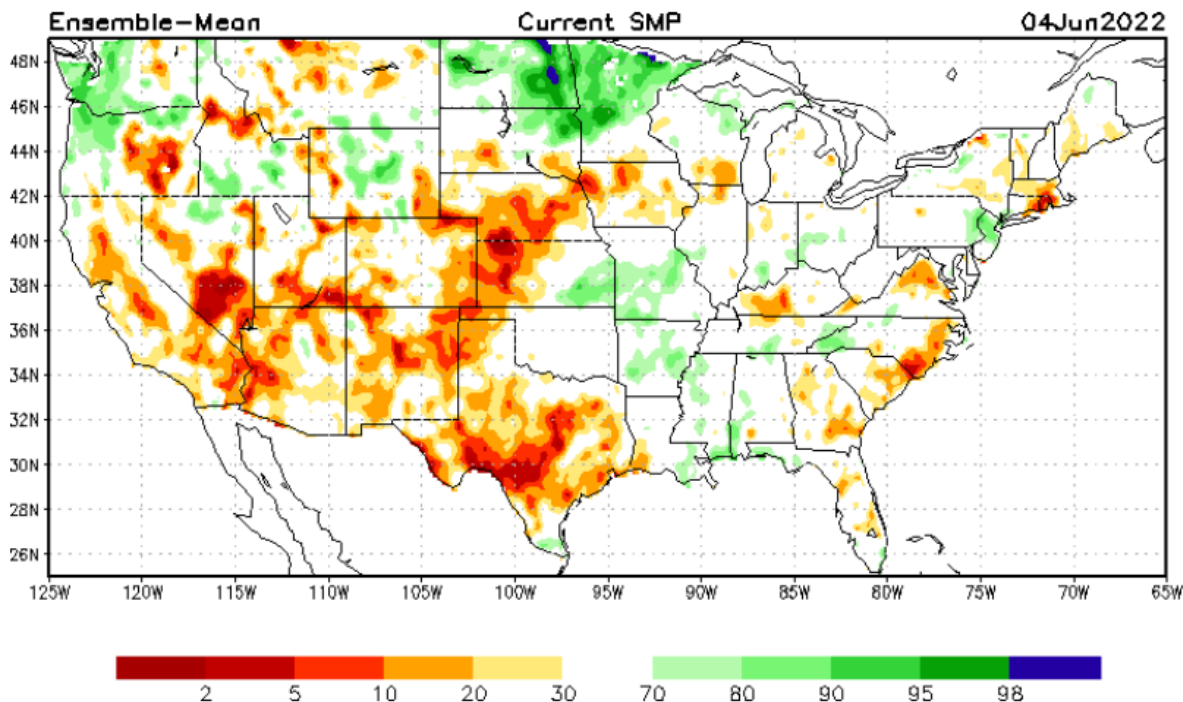 Ensemble-Mean Current SMP 04Jun2022
48N
46N
44N
42N
40N
38N
36N
34N
32N
30N
28N
26N
125W 120W 115W 110W 105W 100W 95W 90W 85W 80W 75W 70W 65W
2 5 10 20 30 70 80 90 95 98